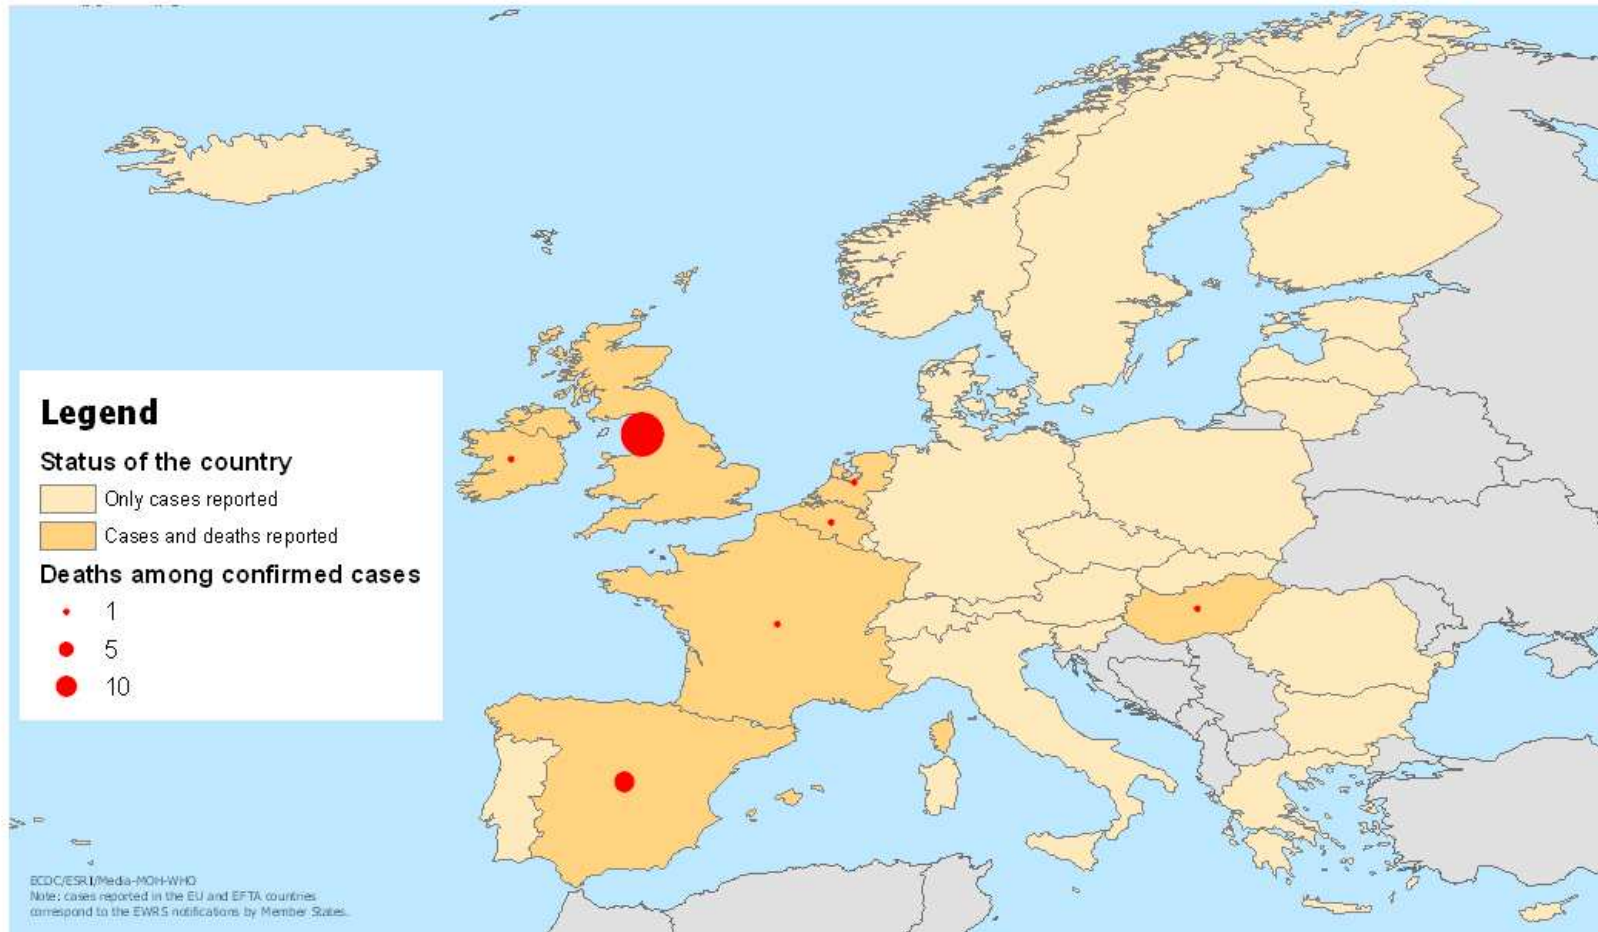 Legend
Status of the country
Only cases reported
Cases and deaths reported
Deaths among confirmed cases
1
5
10
ECDC/ESRI/Media-MOH-WHO
Note: cases reported in the EU and EFTA countries
correspond to the EWRS notifications by Member States.